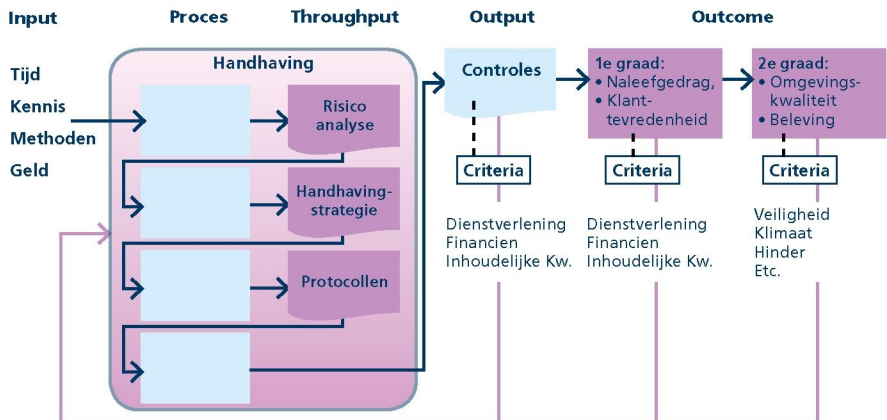 Input
Proces
Throughput
Output
Outcome
Tijd
Kennis
Methoden
Geld
Handhaving
Risico
analyse
Handhaving-
strategie
Protocollen
Controles
Criteria
Dienstverlening
Financien
Inhoudelijke Kw.
1e graad:
• Naleefgedrag,
• Klant-
tevredenheid
Criteria
Dienstverlening
Financien
Inhoudelijke Kw.
2e graad:
• Omgevings-
kwaliteit
• Beleving
Criteria
Veiligheid
Klimaat
Hinder
Etc.